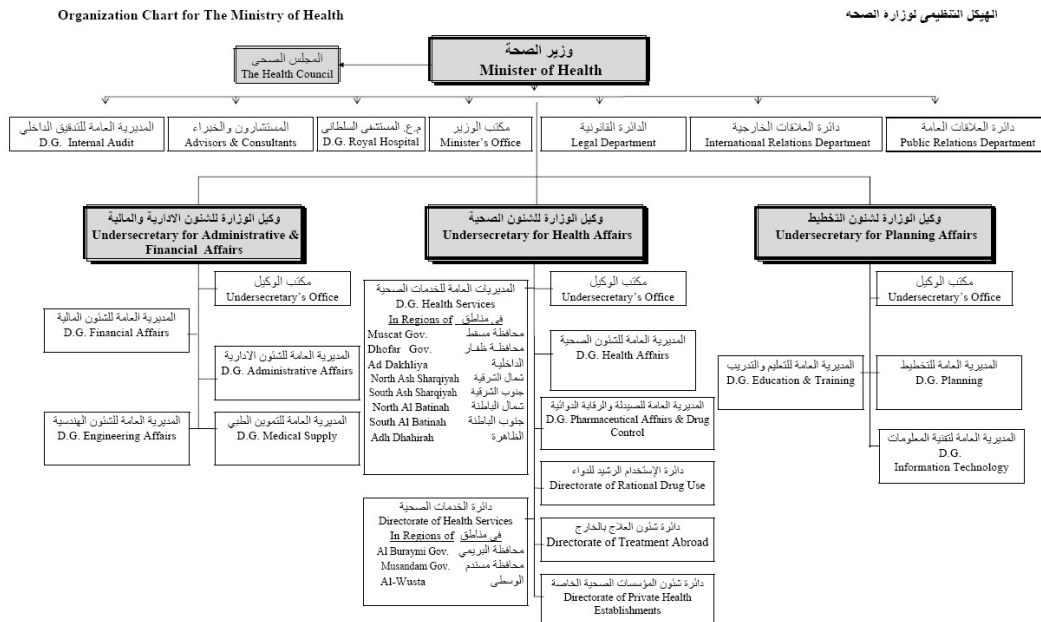 Organization Chart for The Ministry of Health
الهيكل التنظيمى لوزارة الصحه
وزير الصحة
Minister of Health
المجلس الصحى
The Health Council
المديرية العامة للتدقيق الداخلي
D.G. Internal Audit
المستشارون والخبراء
Advisors & Consultants
م.ع. المستشفى السلطانى
D.G. Royal Hospital
مكتب الوزير
Minister's Office
الدائرة القانونية
Legal Department
دائرة العلاقات الخارجية
International Relations Department
دائرة العلاقات العامة
Public Relations Department
وكيل الوزارة للشئون الادارية والمالية
Undersecretary for Administrative &
Financial Affairs
وكيل الوزارة للشئون الصحية
Undersecretary for Health Affairs
وكيل الوزارة لشئون التخطيط
Undersecretary for Planning Affairs
مكتب الوكيل
Undersecretary's Office
المديرية العامة للشئون المالية
D.G. Financial Affairs
المديرية العامة للشئون الادارية
D.G. Administrative Affairs
المديرية العامة للشئون الهندسية
D.G. Engineering Affairs
المديرية العامة للتموين الطبي
D.G. Medical Supply
المديريات العامة للخدمات الصحية
D.G. Health Services
In Regions of فى مناطق
Muscat Gov. محافظة مسقط
Dhofar Gov. محافظة ظفار
Ad Dakhliya الداخلية
North Ash Sharqiyah شمال الشرقية
South Ash Sharqiyah جنوب الشرقية
North Al Batinah شمال الباطنة
South Al Batinah جنوب الباطنة
Adh Dhahirah الظاهرة
دائرة الخدمات الصحية
Directorate of Health Services
In Regions of في مناطق
Al Buraymi Gov. محافظة البريمي
Musandam Gov. محافظة مسندم
Al-Wusta الوسطى
مكتب الوكيل
Undersecretary's Office
المديرية العامة للشئون الصحية
D.G. Health Affairs
المديرية العامة للصيدلة والرقابة الدوائية
D.G. Pharmaceutical Affairs & Drug
Control
دائرة الإستخدام الرشيد للدواء
Directorate of Rational Drug Use
دائرة شئون العلاج بالخارج
Directorate of Treatment Abroad
دائرة شئون المؤسسات الصحية الخاصة
Directorate of Private Health
Establishments
مكتب الوكيل
Undersecretary's Office
المديرية العامة للتعليم والتدريب
D.G. Education & Training
المديرية العامة للتخطيط
D.G. Planning
المديرية العامة لتقنية المعلومات
D.G.
Information Technology